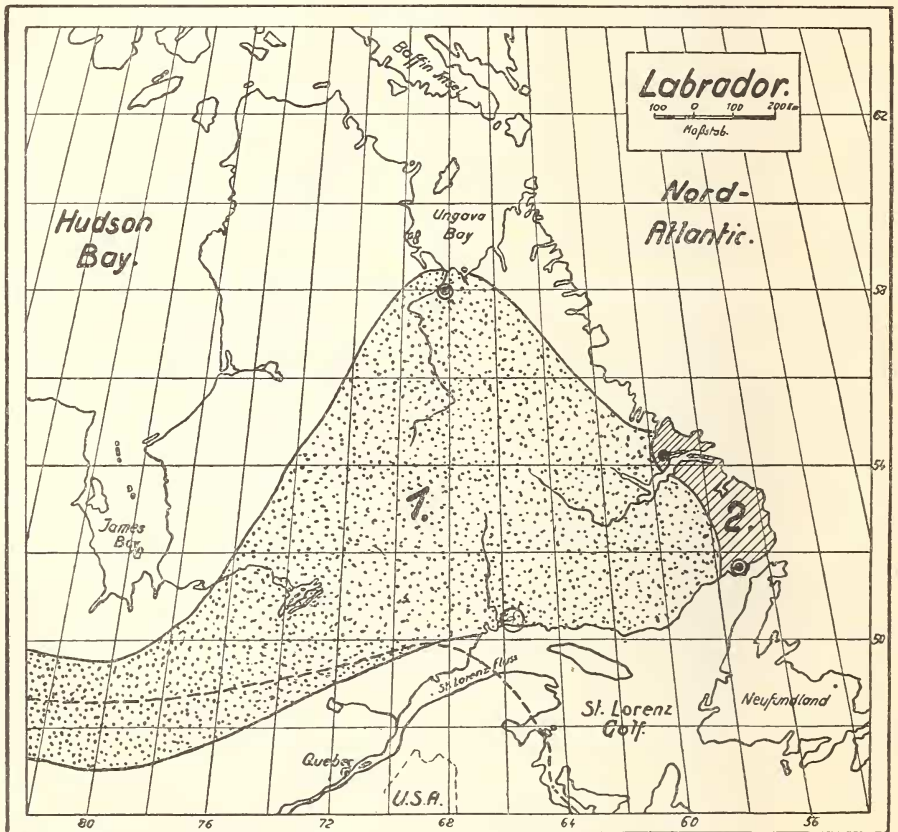 Baffin Insel
Labrador.
100 0 100 200 Km
Maßstab.
62
Nord-
Atlantic.
Hudson
Bay.
Ungava
Bay
58
54
1.
2.
James
Bay
50
St. Lorenz Fluss
St. Lorenz
Golf.
Neufundland
Quebec
U.S.A.
80 76 72 68 64 60 56